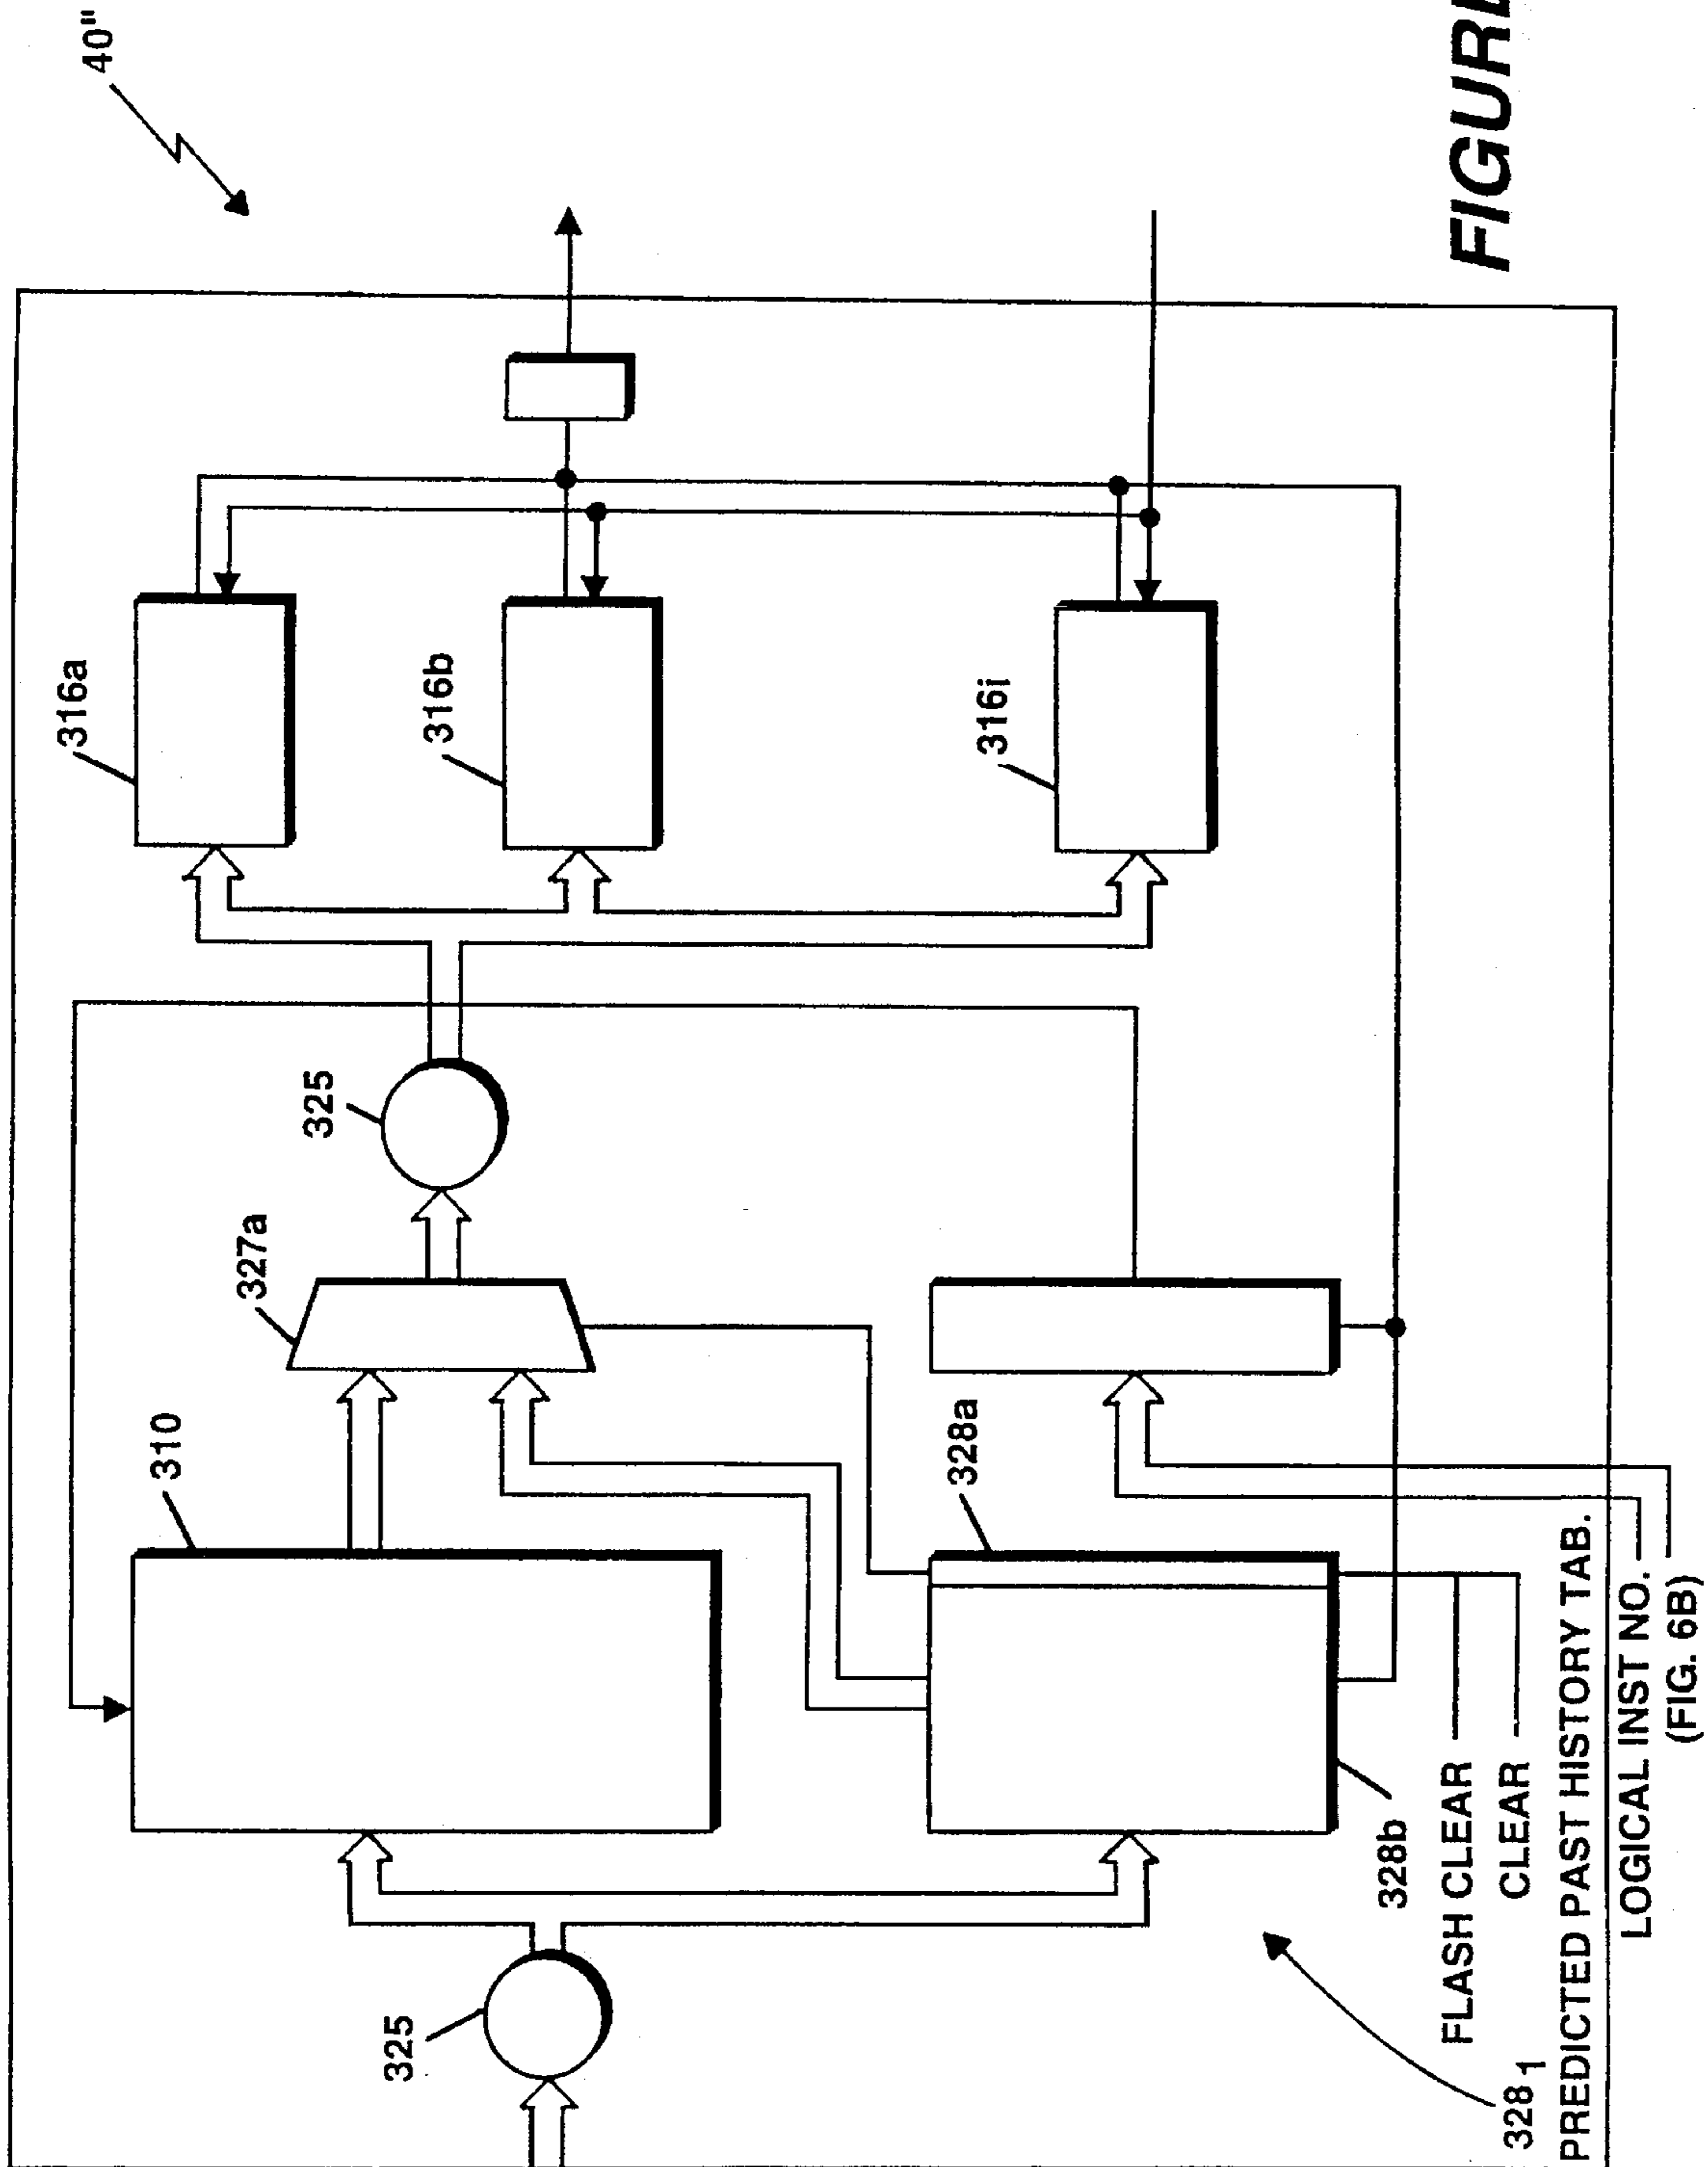 40"
316a
316b
316i
325
327a
310
328a
325
328b
FLASH CLEAR
CLEAR
328 1
PREDICTED PAST HISTORY TAB.
LOGICAL INST NO.
(FIG. 6B)